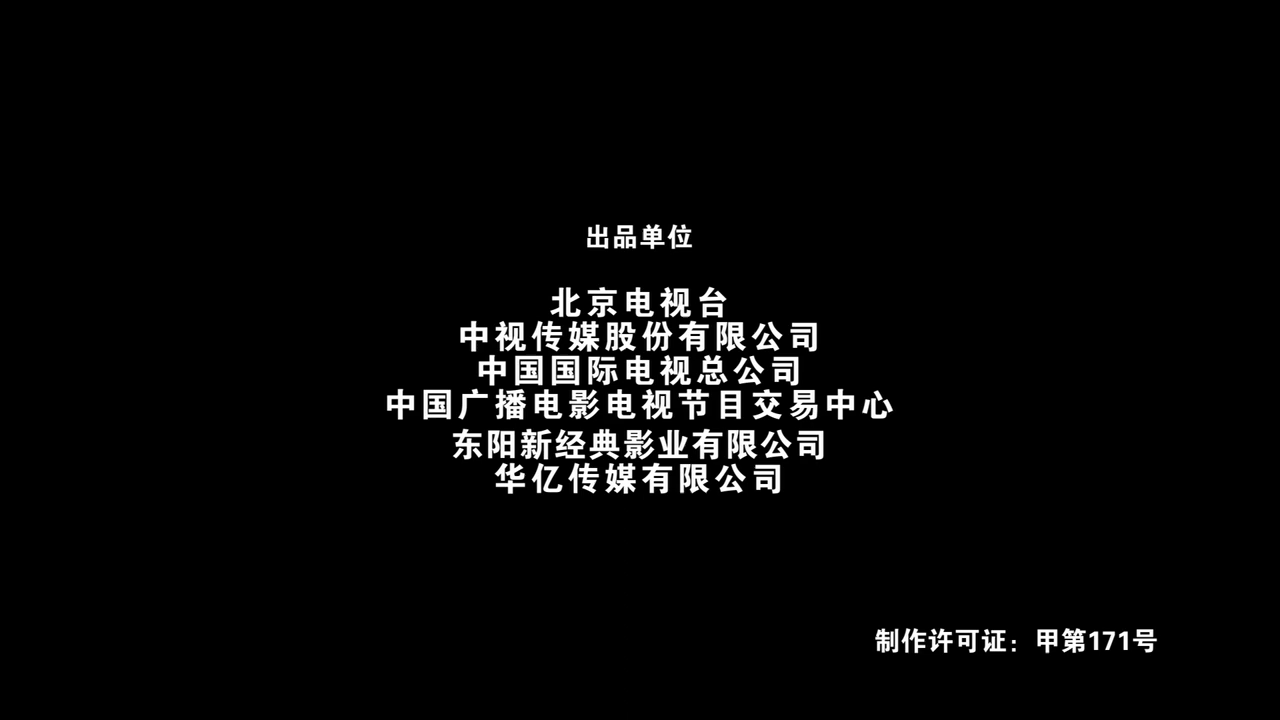 出品单位
北京电视台
中视传媒股份有限公司
中国国际电视总公司
中国广播电影电视节目交易中心
东阳新经典影业有限公司
华亿传媒有限公司
制作许可证：甲第171号